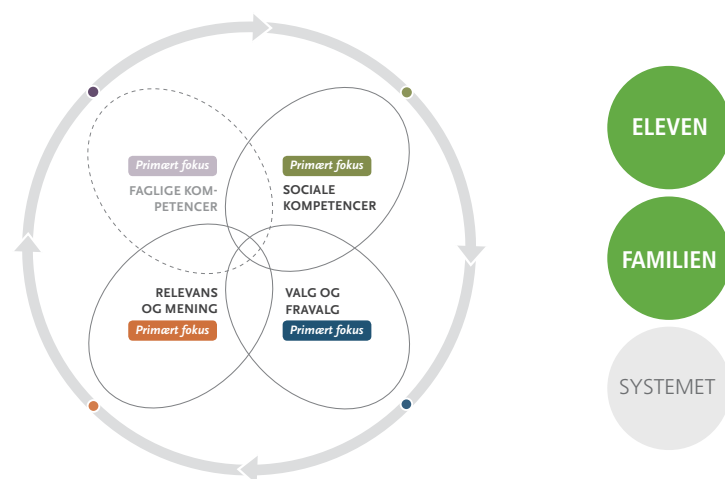 Primært fokus
FAGLIGE KOM-
PETENCER
Primært fokus
SOCIALE
KOMPETENCER
RELEVANS
OG MENING
Primært fokus
VALG OG
FRAVALG
Primært fokus
ELEVEN
FAMILIEN
SYSTEMET